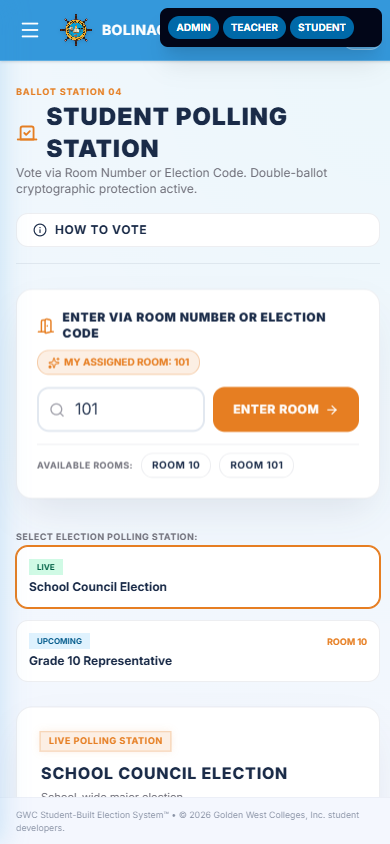 BOLINAO
ADMIN TEACHER STUDENT
BALLOT STATION 04
STUDENT POLLING
STATION
Vote via Room Number or Election Code. Double-ballot
cryptographic protection active.
HOW TO VOTE
ENTER VIA ROOM NUMBER OR ELECTION
CODE
MY ASSIGNED ROOM: 101
101 ENTER ROOM →
AVAILABLE ROOMS: ROOM 10 ROOM 101
SELECT ELECTION POLLING STATION:
LIVE
School Council Election
UPCOMING ROOM 10
Grade 10 Representative
LIVE POLLING STATION
SCHOOL COUNCIL ELECTION
School-wide major election
GWC Student-Built Election System™ • © 2026 Golden West Colleges, Inc. student
developers.